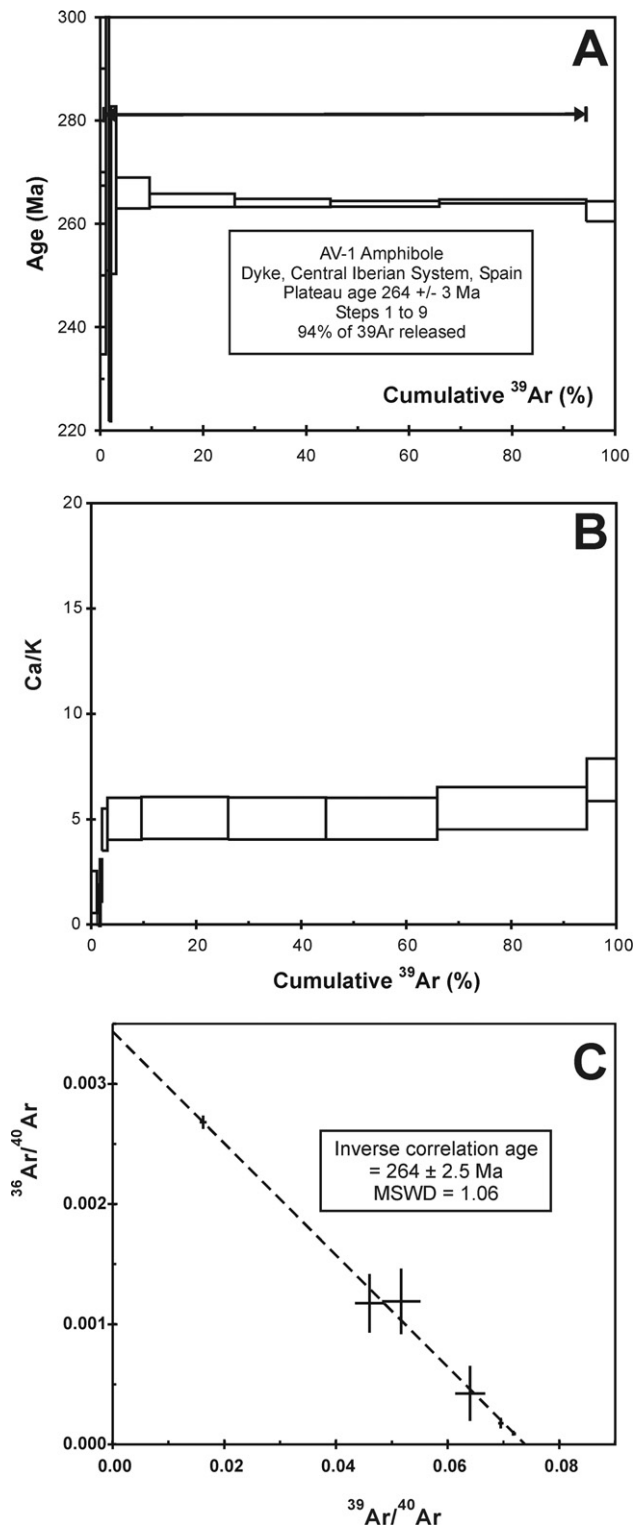 A
300
280
260
240
220
Age (Ma)
AV-1 Amphibole
Dyke, Central Iberian System, Spain
Plateau age 264 +/- 3 Ma
Steps 1 to 9
94% of 39Ar released
Cumulative ³⁹Ar (%)
0 20 40 60 80 100
B
20
15
10
5
0
Ca/K
0 20 40 60 80 100
Cumulative ³⁹Ar (%)
C
0.003
0.002
0.001
0.000
³⁶Ar/⁴⁰Ar
Inverse correlation age
= 264 ± 2.5 Ma
MSWD = 1.06
0.00 0.02 0.04 0.06 0.08
³⁹Ar/⁴⁰Ar